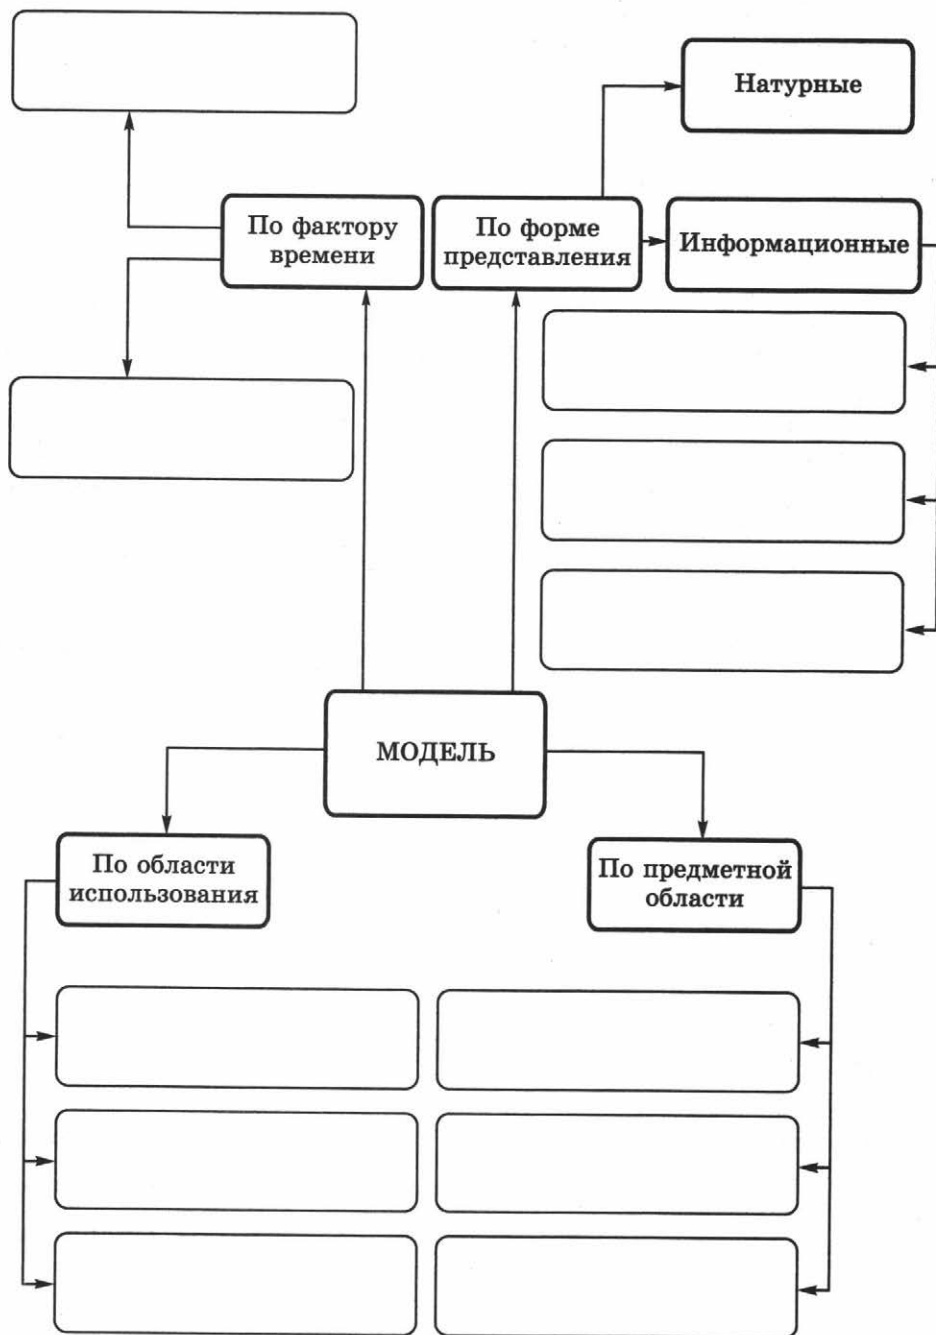 Натурные
По фактору
времени
По форме
представления
Информационные
МОДЕЛЬ
По области
использования
По предметной
области